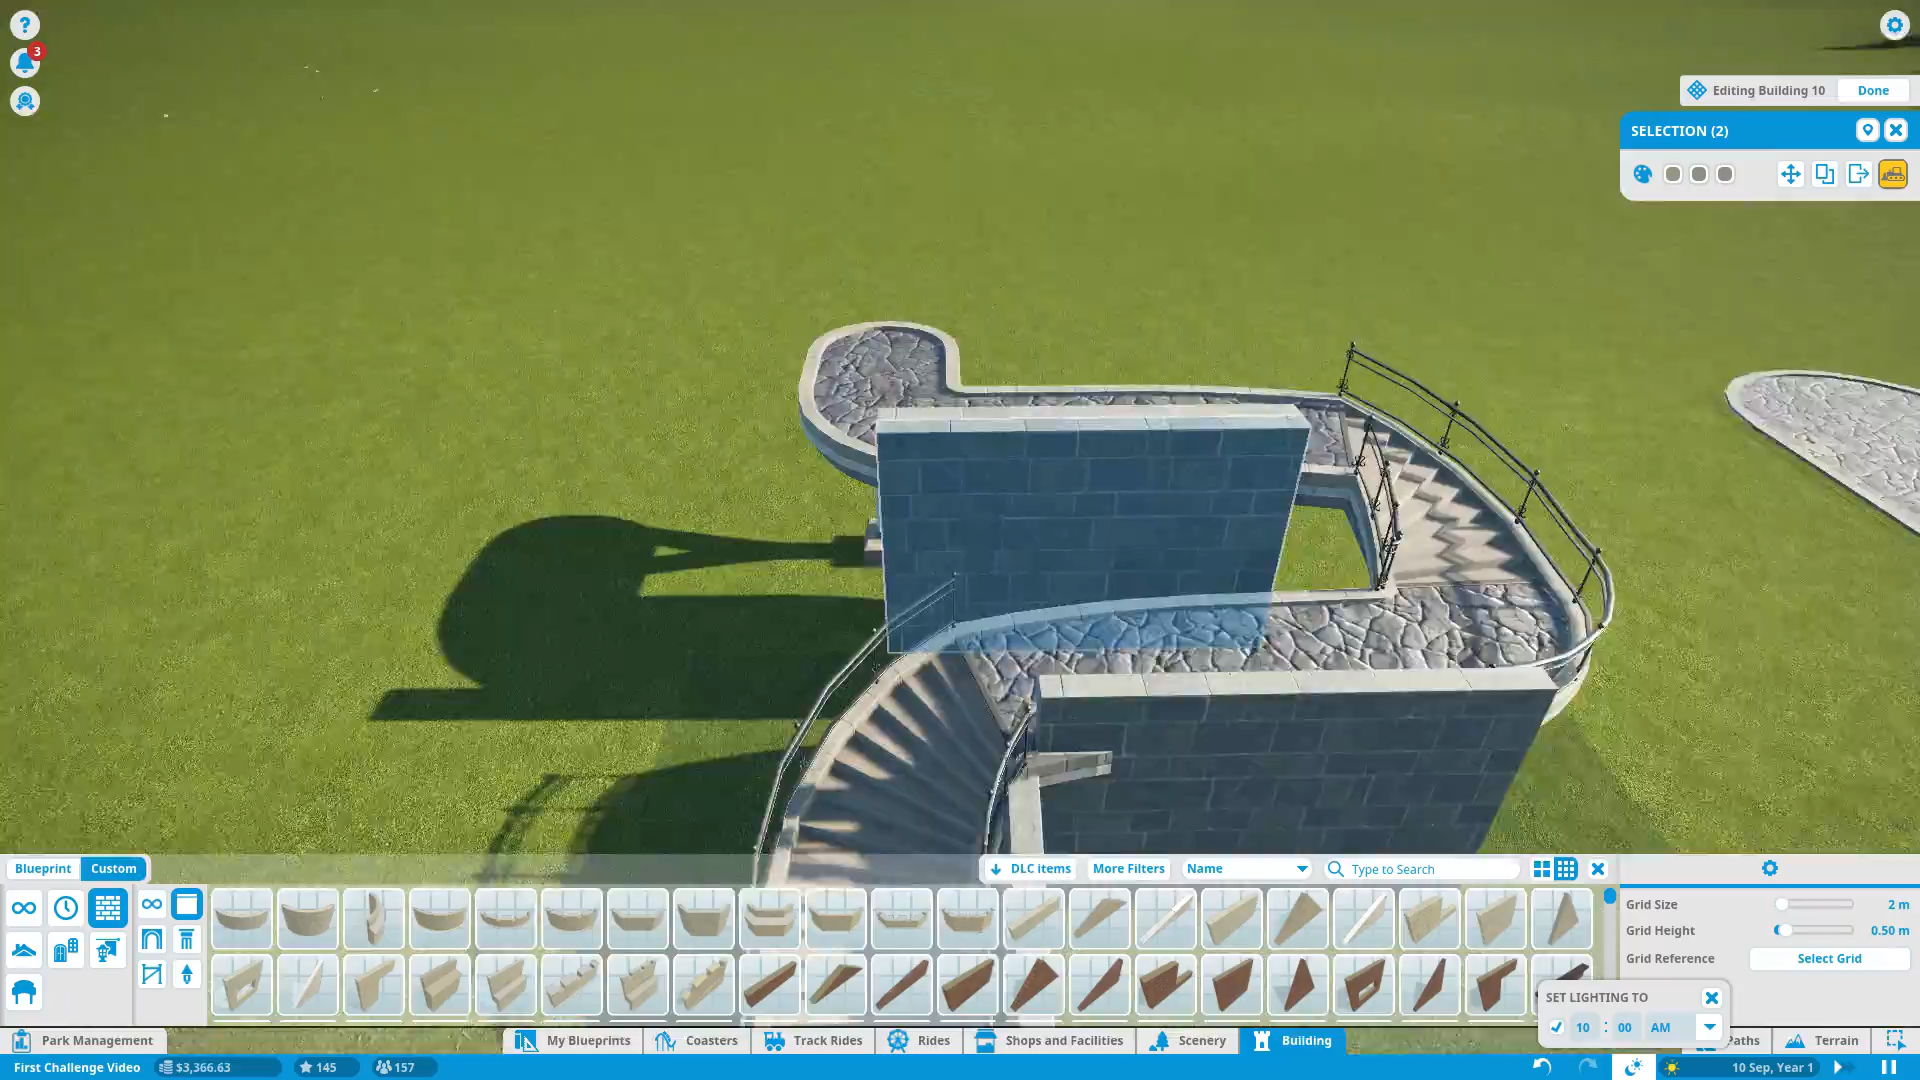 ?
3
Editing Building 10
Done
SELECTION (2)
Blueprint
Custom
DLC items
More Filters
Name
Type to Search
Grid Size
2 m
Grid Height
0.50 m
Grid Reference
Select Grid
SET LIGHTING TO
10 : 00 AM
Park Management
My Blueprints
Coasters
Track Rides
Rides
Shops and Facilities
Scenery
Building
Paths
Terrain
First Challenge Video
$3,366.63
145
157
10 Sep, Year 1